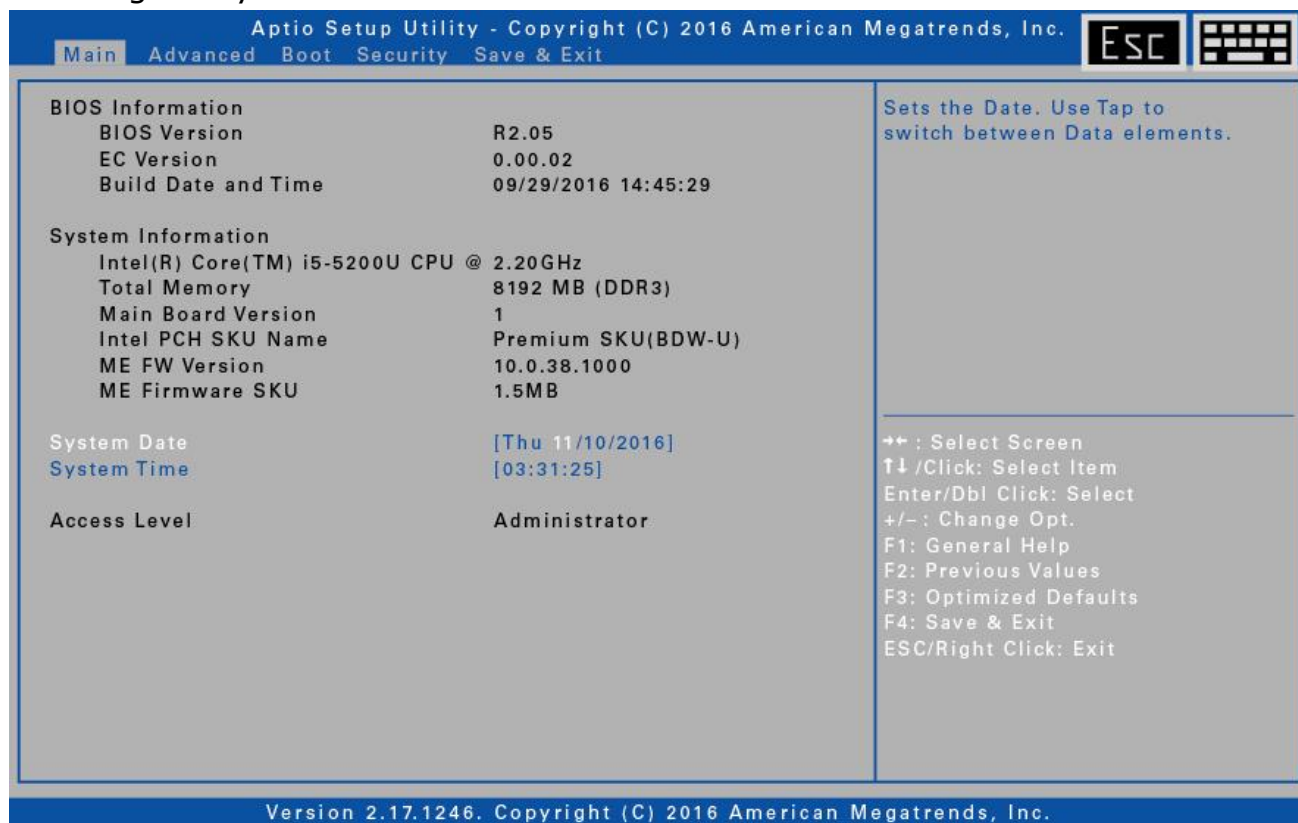 Aptio Setup Utility - Copyright (C) 2016 American Megatrends, Inc.
Main Advanced Boot Security Save & Exit
ESC
BIOS Information
BIOS Version R2.05
EC Version 0.00.02
Build Date and Time 09/29/2016 14:45:29
System Information
Intel(R) Core(TM) i5-5200U CPU @ 2.20GHz
Total Memory 8192 MB (DDR3)
Main Board Version 1
Intel PCH SKU Name Premium SKU(BDW-U)
ME FW Version 10.0.38.1000
ME Firmware SKU 1.5MB
System Date [Thu 11/10/2016]
System Time [03:31:25]
Access Level Administrator
Sets the Date. Use Tap to
switch between Data elements.
→← : Select Screen
↑↓ /Click: Select Item
Enter/Dbl Click: Select
+/– : Change Opt.
F1: General Help
F2: Previous Values
F3: Optimized Defaults
F4: Save & Exit
ESC/Right Click: Exit
Version 2.17.1246. Copyright (C) 2016 American Megatrends, Inc.